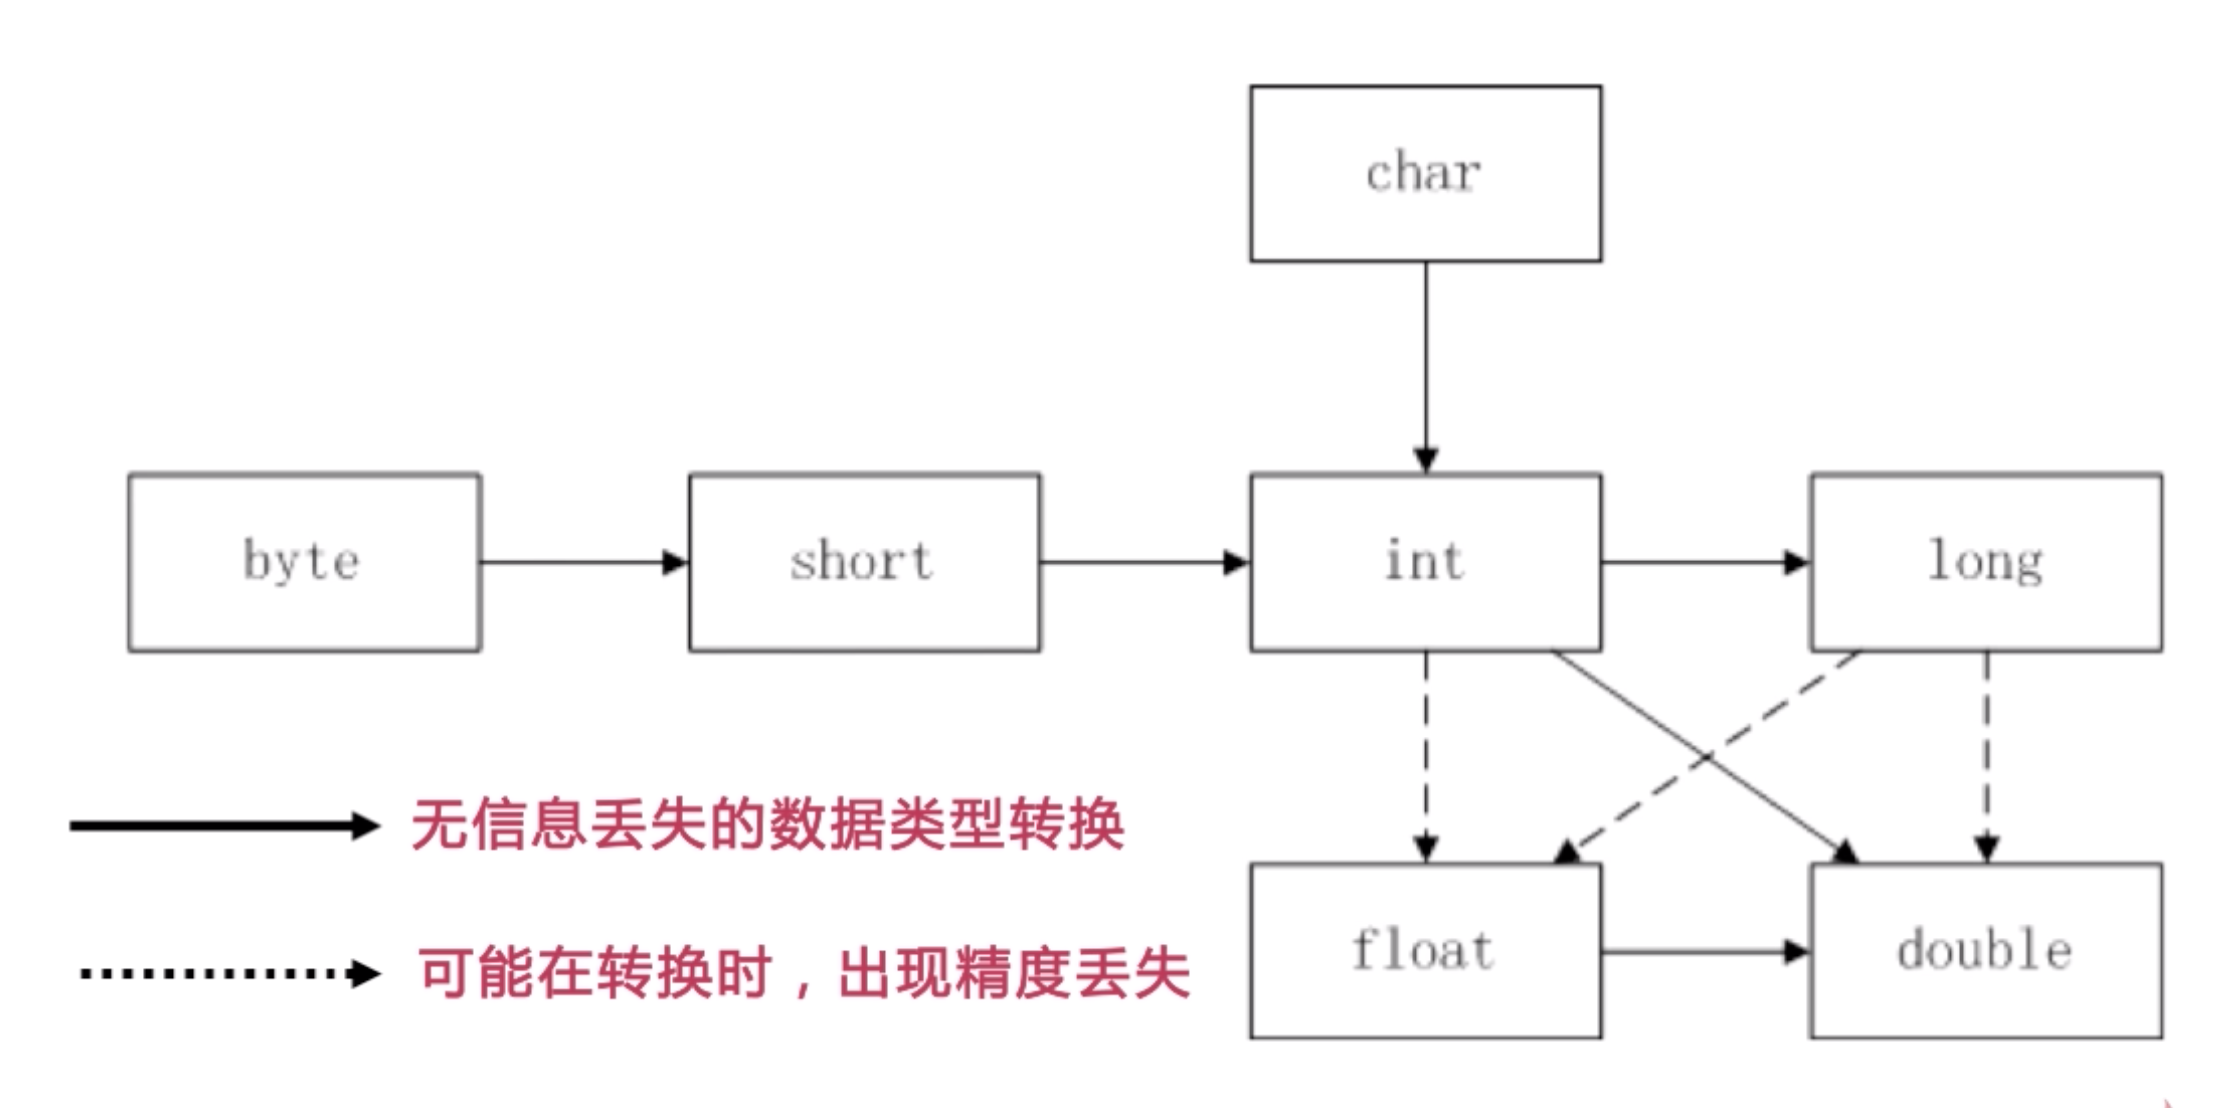 char
byte
short
int
long
无信息丢失的数据类型转换
可能在转换时，出现精度丢失
float
double